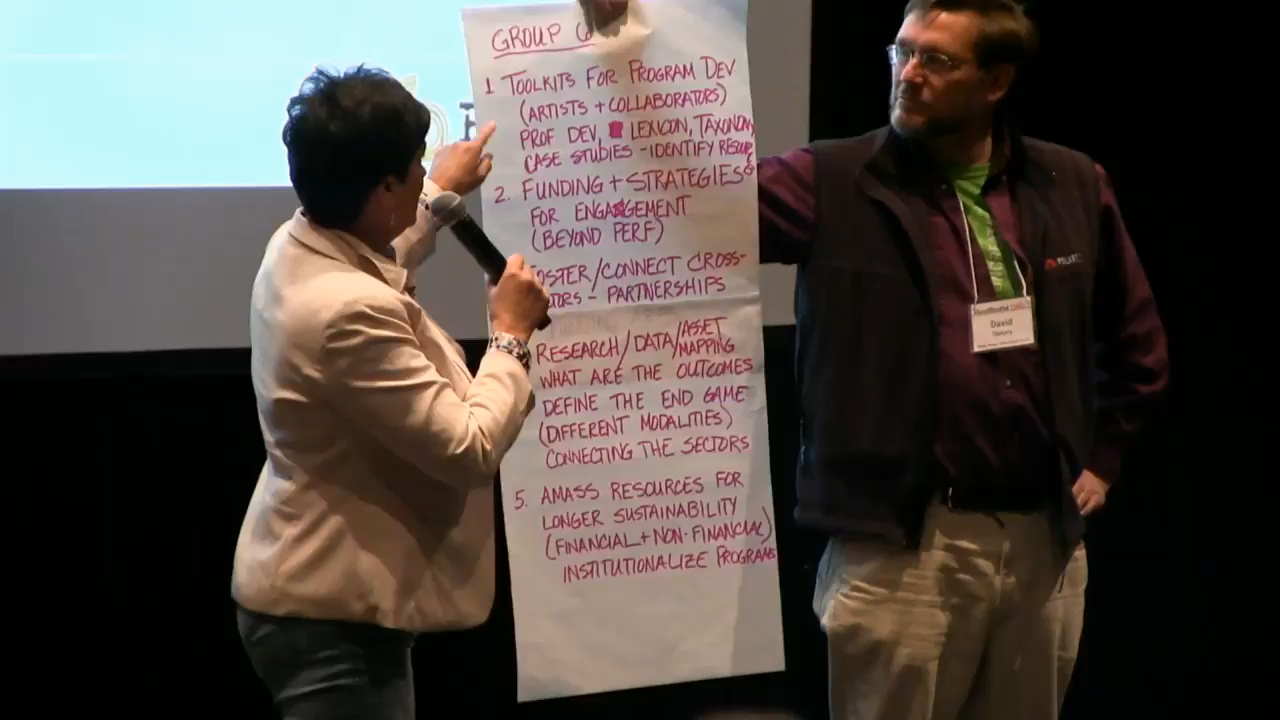 GROUP 6
1 TOOLKITS FOR PROGRAM DEV.
(ARTISTS + COLLABORATORS)
PROF DEV, LEXICON, TAXONOMY
CASE STUDIES - IDENTIFY
2. FUNDING + STRATEGIES
FOR ENGAGEMENT
(BEYOND PERF)
FOSTER/CONNECT CROSS-
- PARTNERSHIPS
RESEARCH/DATA/ASSET MAPPING
WHAT ARE THE OUTCOMES
DEFINE THE END GAME
(DIFFERENT MODALITIES)
CONNECTING THE SECTORS
5. AMASS RESOURCES FOR
LONGER SUSTAINABILITY
(FINANCIAL + NON-FINANCIAL)
INSTITUTIONALIZE PROGRAMS
David